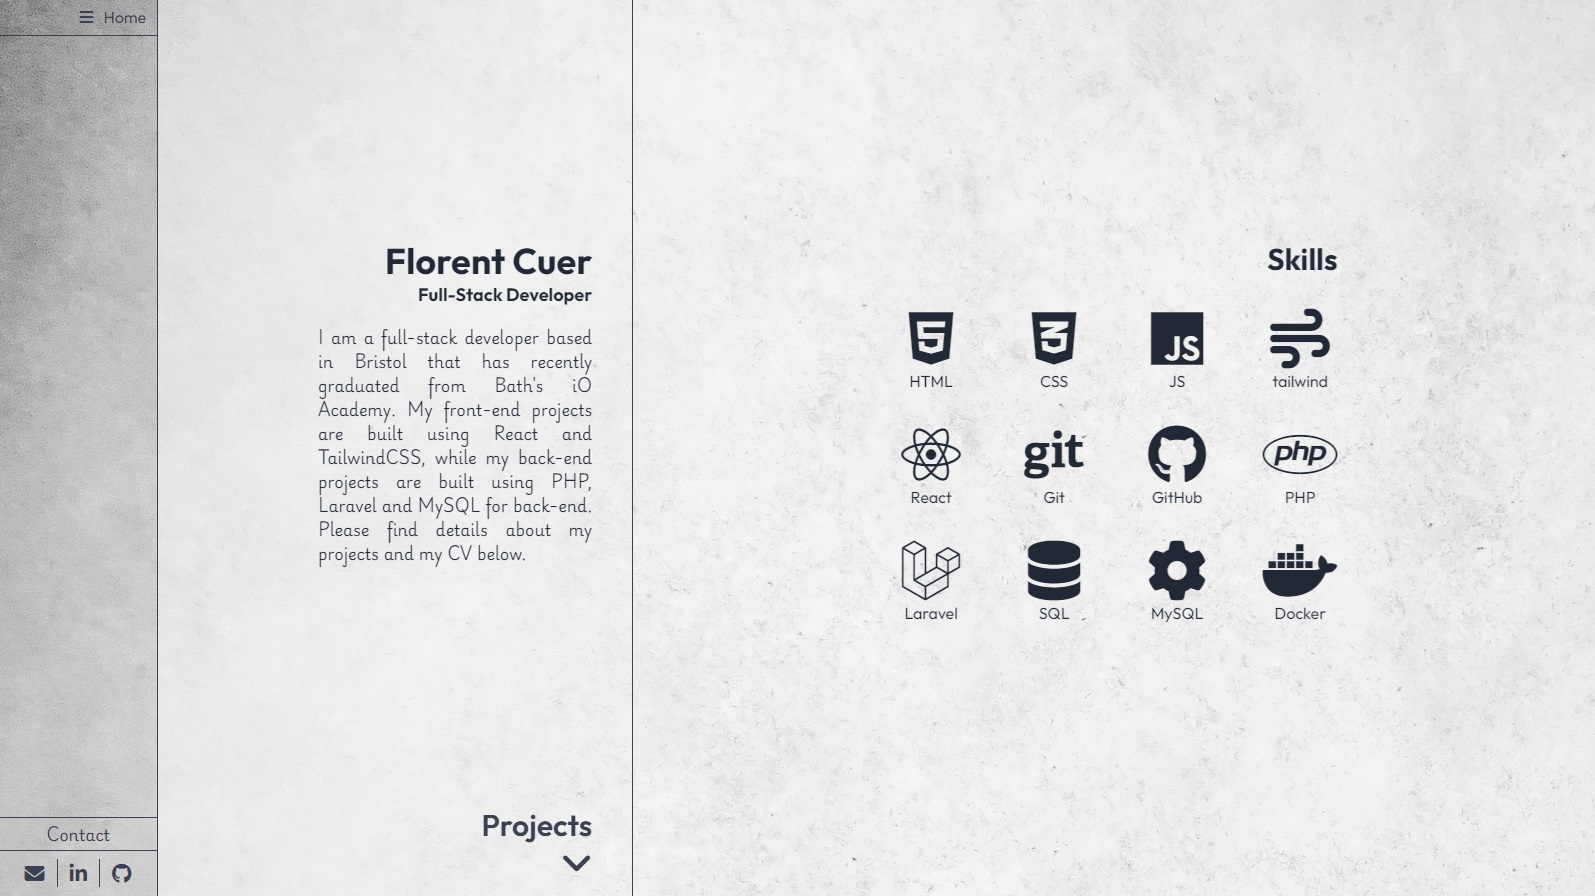 Home
Florent Cuer
Full-Stack Developer
I am a full-stack developer based
in Bristol that has recently
graduated from Bath's iO
Academy. My front-end projects
are built using React and
TailwindCSS, while my back-end
projects are built using PHP,
Laravel and MySQL for back-end.
Please find details about my
projects and my CV below.
Projects
Skills
5 3 JS
HTML CSS JS tailwind
git php
React Git GitHub PHP
Laravel SQL MySQL Docker
Contact
in